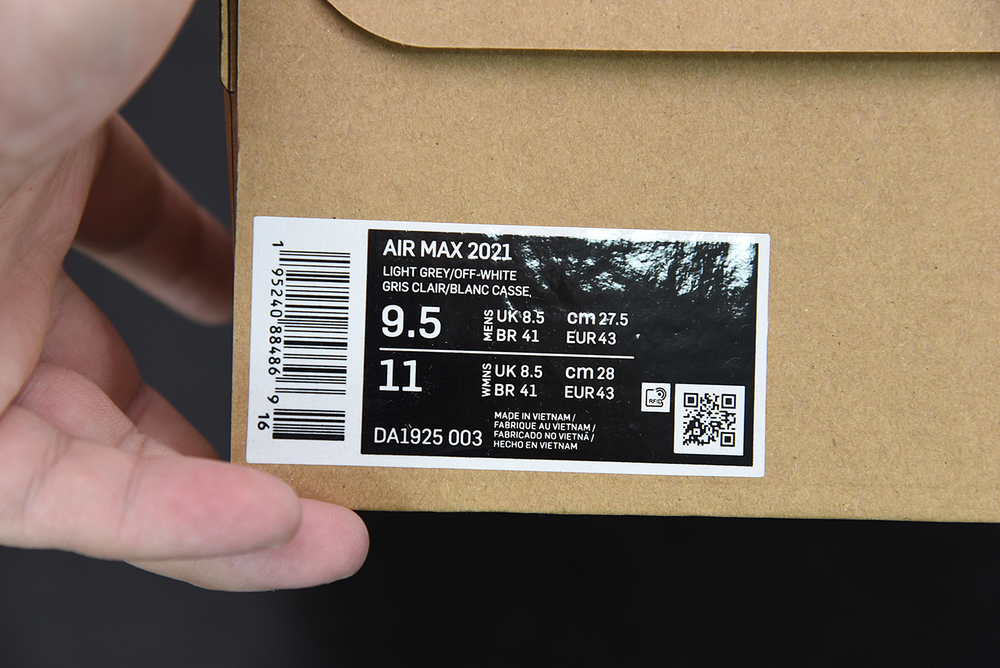 1 95240 88486 9 16
AIR MAX 2021
LIGHT GREY/OFF-WHITE
GRIS CLAIR/BLANC CASSE,
9.5 MENS UK 8.5 cm 27.5
BR 41 EUR 43
11 WMNS UK 8.5 cm 28
BR 41 EUR 43
RFID
DA1925 003
MADE IN VIETNAM /
FABRIQUE AU VIETNAM /
FABRICADO NO VIETNÃ /
HECHO EN VIETNAM